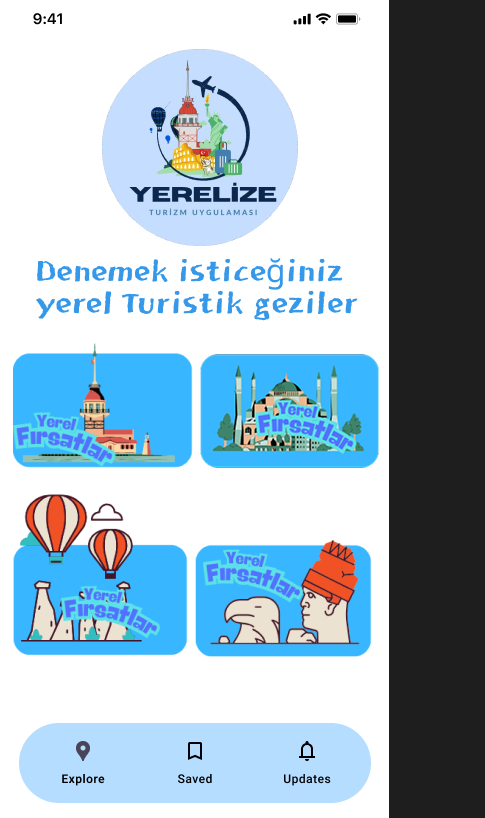 9:41
YERELİZE
TURİZM UYGULAMASI
Denemek isticeğiniz
yerel Turistik geziler
Yerel
Fırsatlar
Yerel
Fırsatlar
Yerel
Fırsatlar
Yerel
Fırsatlar
Explore
Saved
Updates